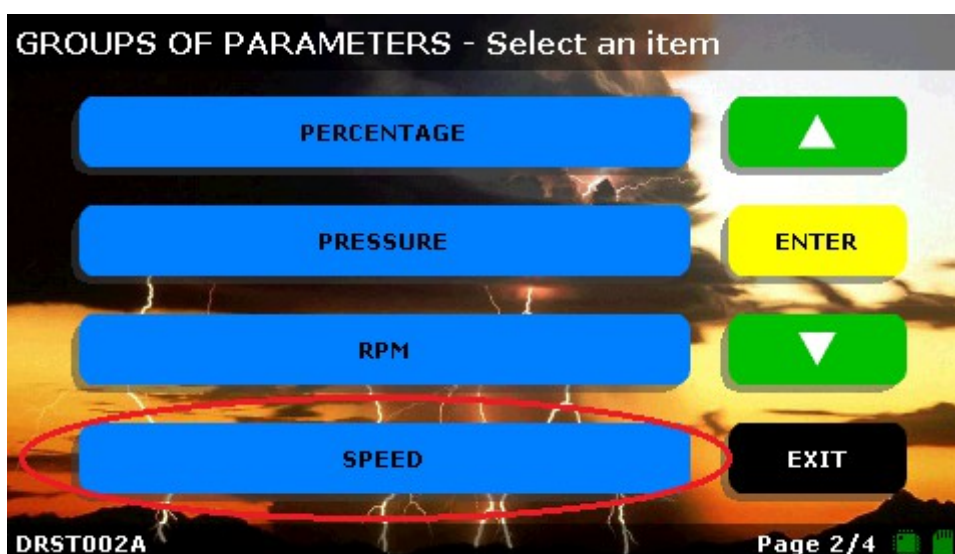 GROUPS OF PARAMETERS - Select an item
PERCENTAGE
PRESSURE
ENTER
RPM
SPEED
EXIT
DRST002A
Page 2/4